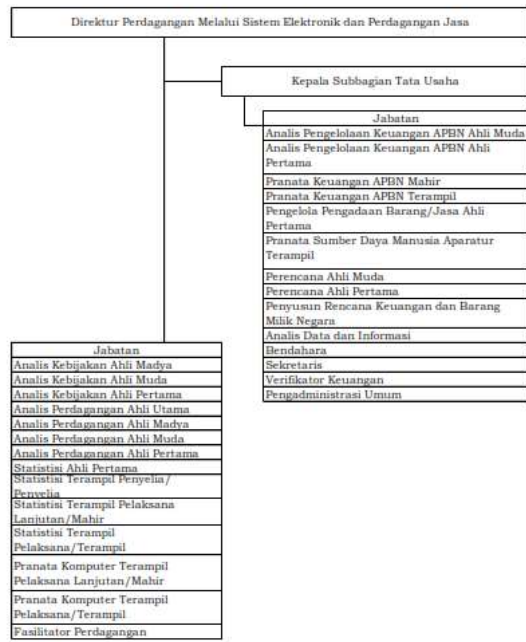 Direktur Perdagangan Melalui Sistem Elektronik dan Perdagangan Jasa
Kepala Subbagian Tata Usaha
Jabatan
Analis Pengelolaan Keuangan APBN Ahli Muda
Analis Pengelolaan Keuangan APBN Ahli
Pertama
Pranata Keuangan APBN Mahir
Pranata Keuangan APBN Terampil
Pengelola Pengadaan Barang/Jasa Ahli
Pertama
Pranata Sumber Daya Manusia Aparatur
Terampil
Perencana Ahli Muda
Perencana Ahli Pertama
Penyusun Rencana Keuangan dan Barang
Milik Negara
Analis Data dan Informasi
Bendahara
Sekretaris
Verifikator Keuangan
Pengadministrasi Umum
Jabatan
Analis Kebijakan Ahli Madya
Analis Kebijakan Ahli Muda
Analis Kebijakan Ahli Pertama
Analis Perdagangan Ahli Utama
Analis Perdagangan Ahli Madya
Analis Perdagangan Ahli Muda
Analis Perdagangan Ahli Pertama
Statistisi Ahli Pertama
Statistisi Terampil Penyelia/
Penyelia
Statistisi Terampil Pelaksana
Lanjutan/Mahir
Statistisi Terampil
Pelaksana/Terampil
Pranata Komputer Terampil
Pelaksana Lanjutan/Mahir
Pranata Komputer Terampil
Pelaksana/Terampil
Fasilitator Perdagangan